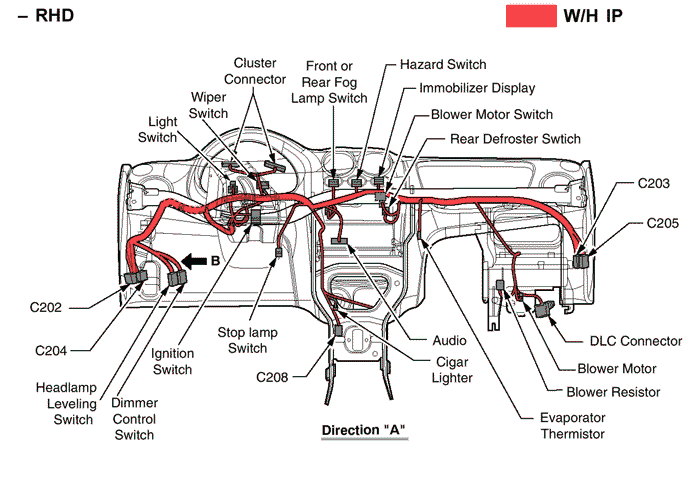 – RHD
W/H IP
Cluster
Connector
Front or
Rear Fog
Lamp Switch
Hazard Switch
Immobilizer Display
Wiper
Switch
Blower Motor Switch
Light
Switch
Rear Defroster Swtich
C203
C205
B
C202
C204
Stop lamp
Switch
Ignition
Switch
C208
Audio
Cigar
Lighter
DLC Connector
Blower Motor
Blower Resistor
Headlamp
Leveling
Switch
Dimmer
Control
Switch
Evaporator
Thermistor
Direction "A"